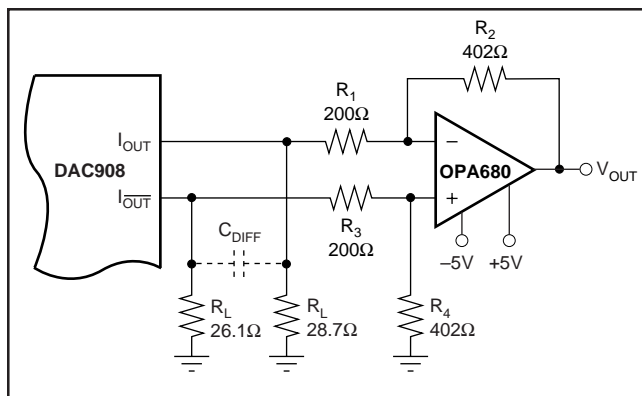 R2
402Ω
R1
200Ω
IOUT
DAC908
IOUT
–
OPA680
+
VOUT
R3
200Ω
CDIFF
–5V +5V
RL
26.1Ω
RL
28.7Ω
R4
402Ω